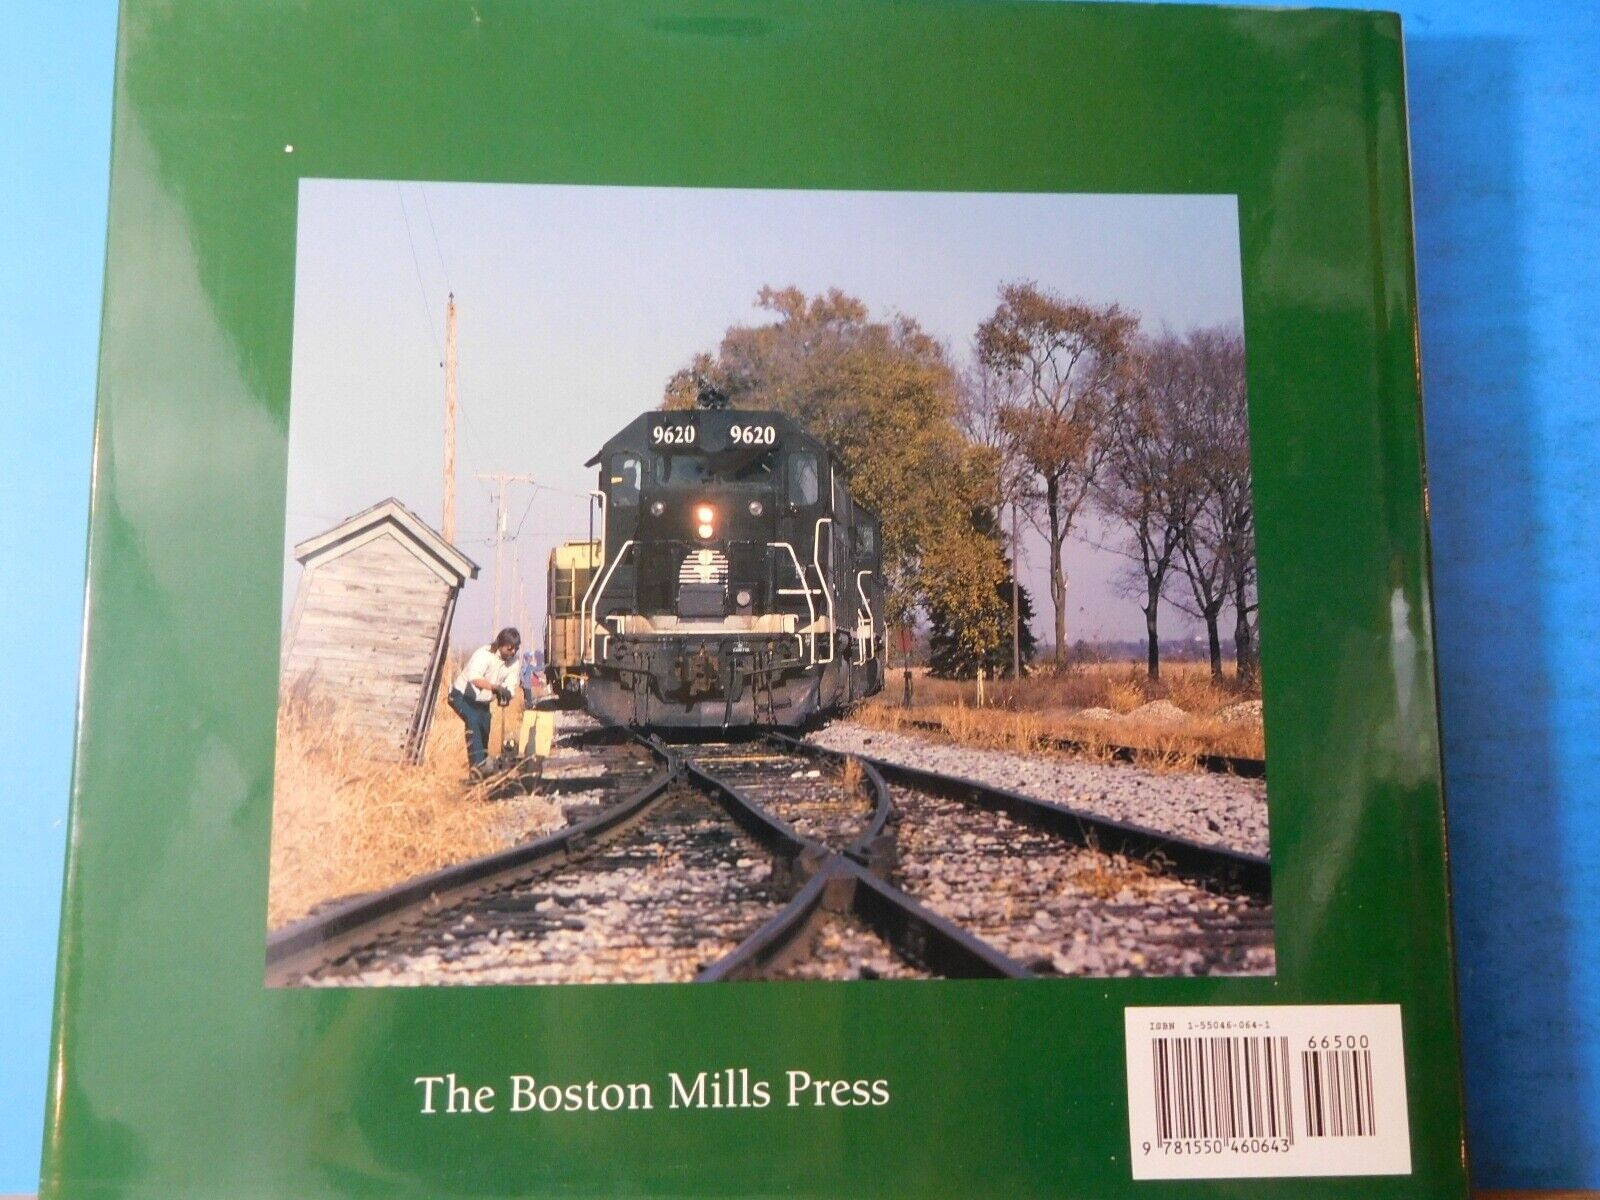 9620 9620
The Boston Mills Press
ISBN 1-55046-064-1
66500
9 781550 460643